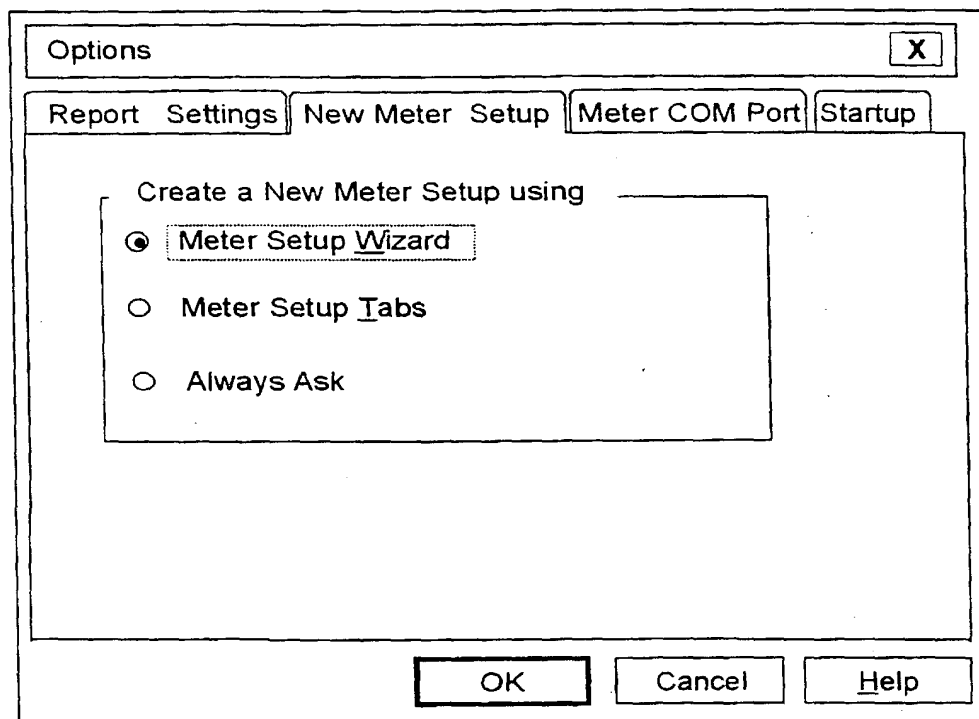 Options X
Report Settings New Meter Setup Meter COM Port Startup
Create a New Meter Setup using
Meter Setup Wizard
Meter Setup Tabs
Always Ask
OK Cancel Help